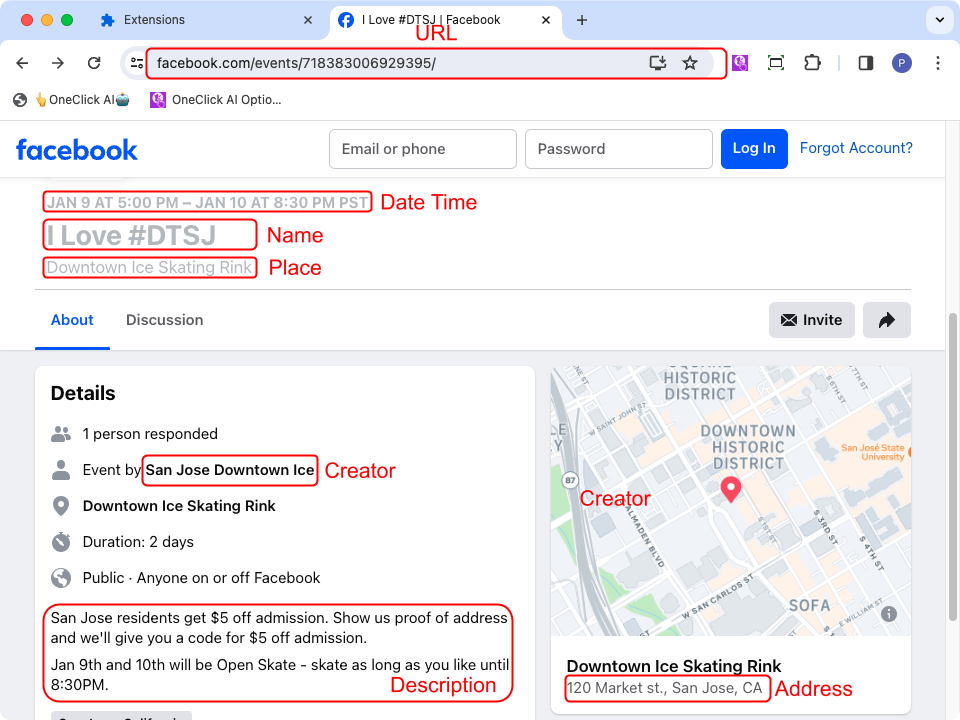 Extensions
I Love #DTSJ | Facebook
URL
facebook.com/events/718383006929395/
P
👆OneClick AI🤖
OneClick AI Optio...
facebook
Email or phone
Password
Log In
Forgot Account?
JAN 9 AT 5:00 PM – JAN 10 AT 8:30 PM PST
Date Time
I Love #DTSJ
Name
Downtown Ice Skating Rink
Place
About
Discussion
Invite
Details
1 person responded
Event by San Jose Downtown Ice
Creator
Downtown Ice Skating Rink
Duration: 2 days
Public · Anyone on or off Facebook
San Jose residents get $5 off admission. Show us proof of address
and we'll give you a code for $5 off admission.
Jan 9th and 10th will be Open Skate - skate as long as you like until
8:30PM.
Description
HISTORIC
DISTRICT
W SAINT JOHN ST
E ST
DOWNTOWN
HISTORIC
DISTRICT
San José State
University
87
Creator
S ALMADEN BLVD
S 3RD ST
S 4TH ST
W SAN CARLOS ST
SOFA
E WILLIAM ST
Downtown Ice Skating Rink
120 Market st., San Jose, CA
Address